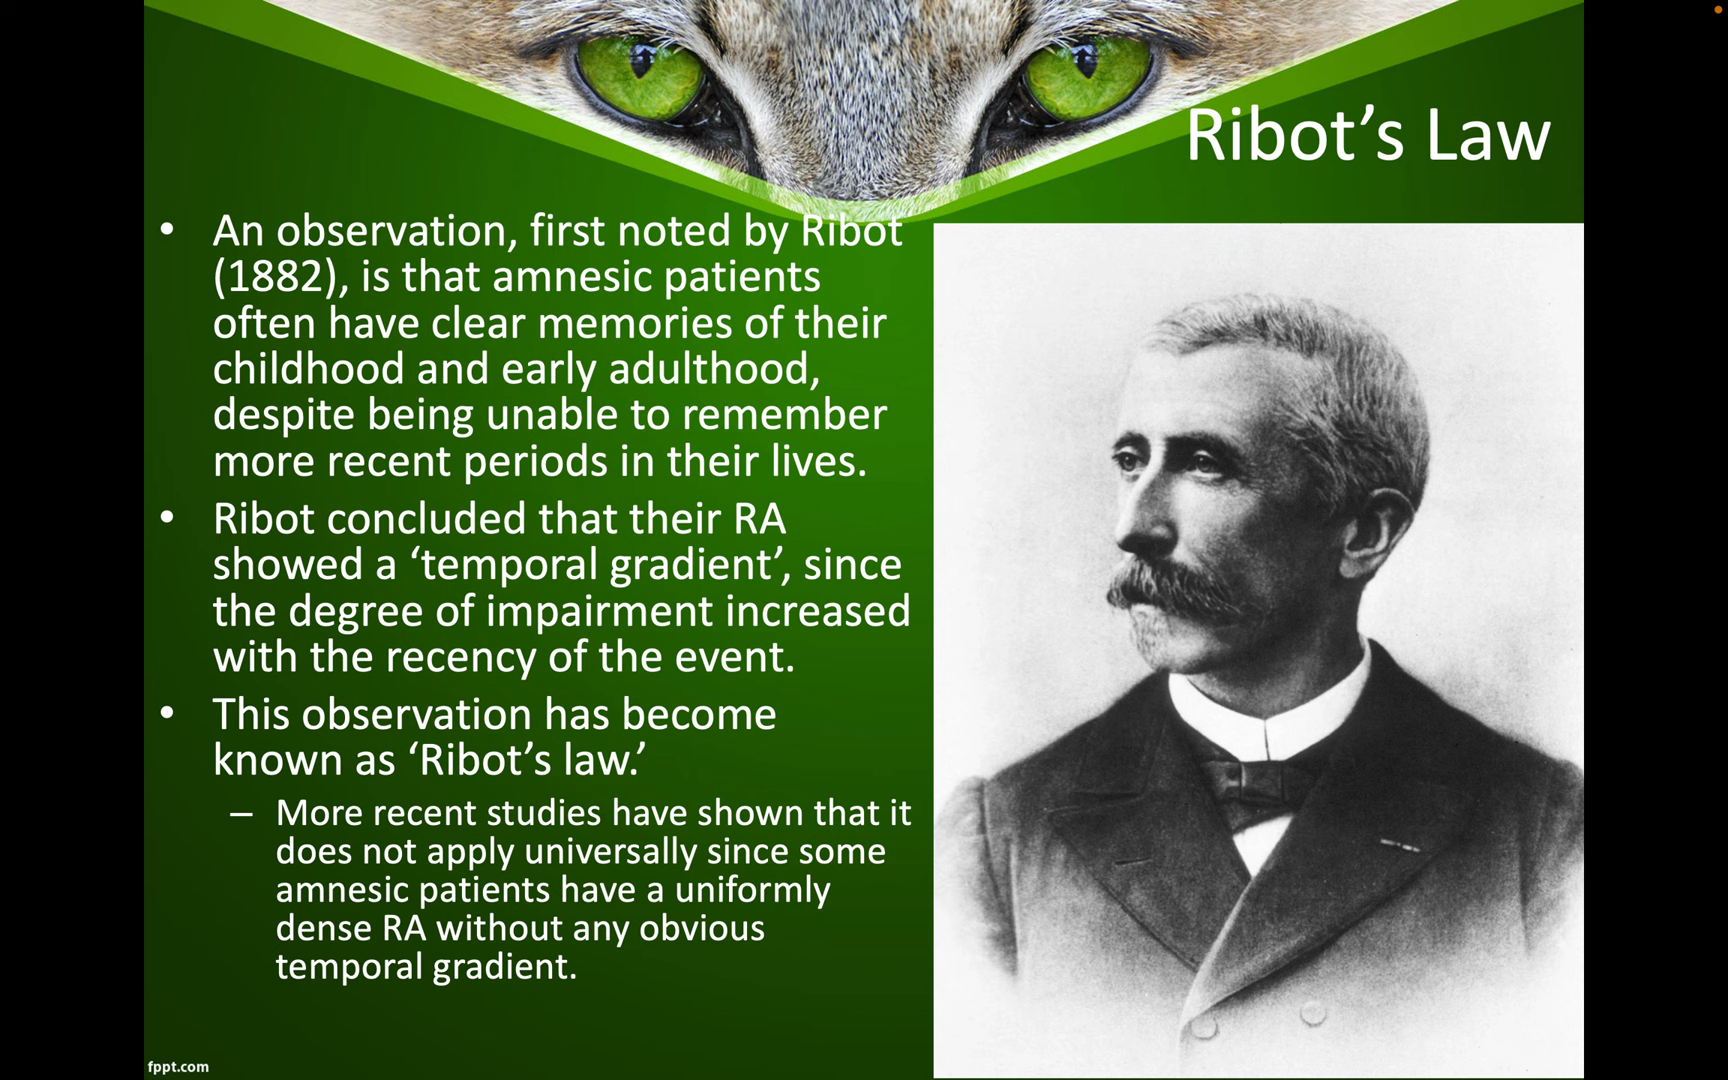 Ribot’s Law
• An observation, first noted by Ribot
(1882), is that amnesic patients
often have clear memories of their
childhood and early adulthood,
despite being unable to remember
more recent periods in their lives.
• Ribot concluded that their RA
showed a ‘temporal gradient’, since
the degree of impairment increased
with the recency of the event.
• This observation has become
known as ‘Ribot’s law.’
– More recent studies have shown that it
does not apply universally since some
amnesic patients have a uniformly
dense RA without any obvious
temporal gradient.
fppt.com